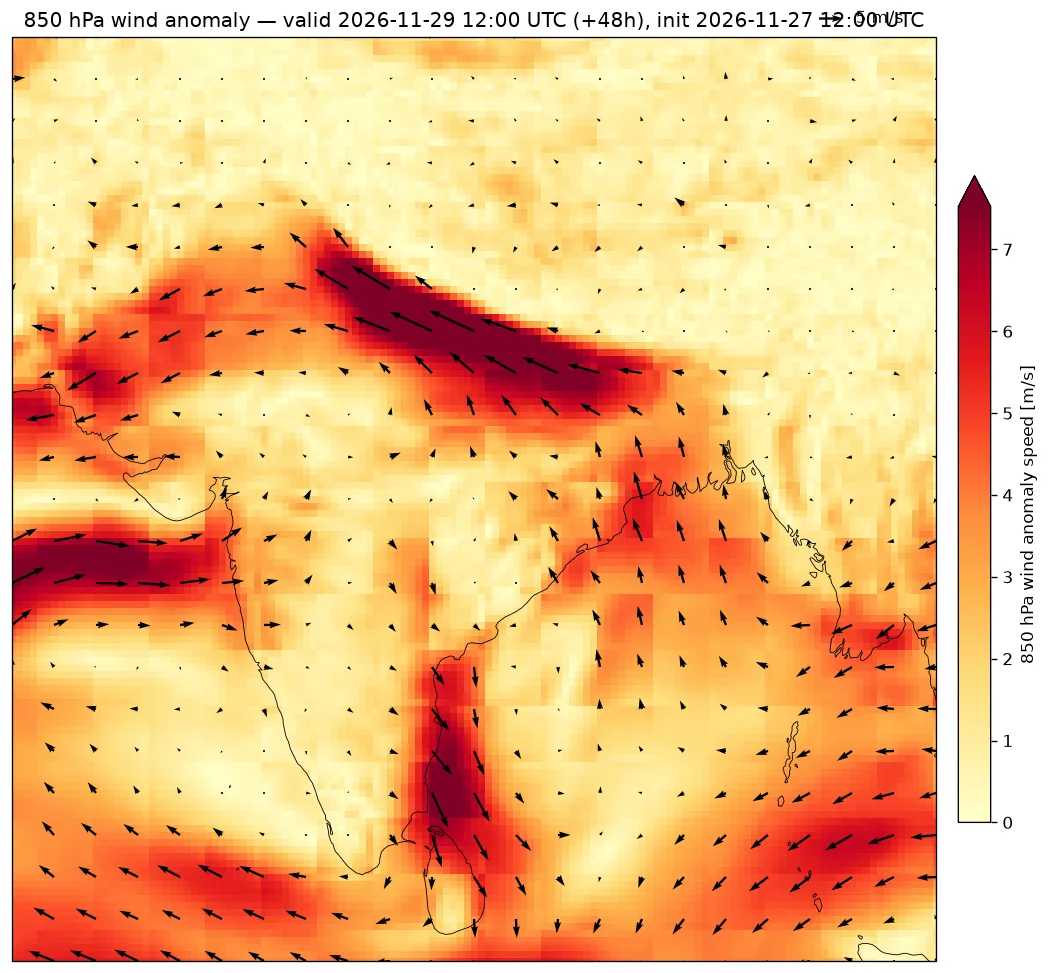 850 hPa wind anomaly — valid 2026-11-29 12:00 UTC (+48h), init 2026-11-27 12:00 UTC
5 m/s
7
6
5
4
3
2
1
0
850 hPa wind anomaly speed [m/s]